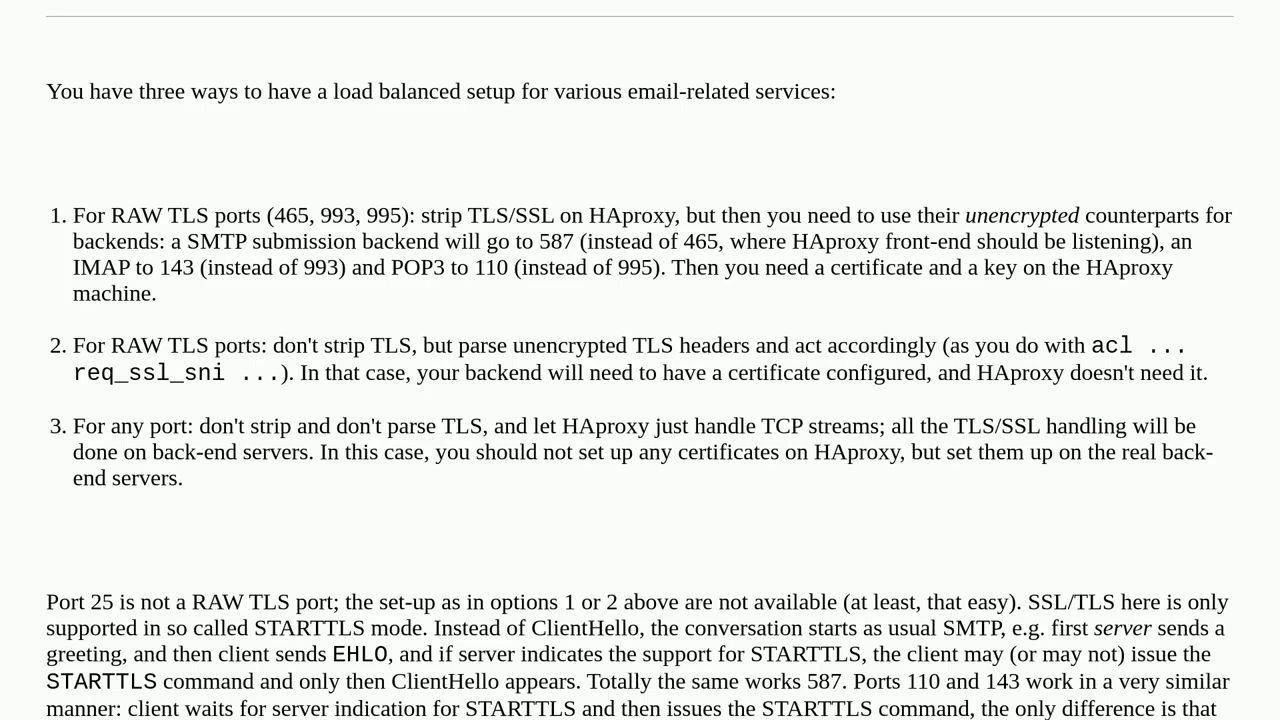 You have three ways to have a load balanced setup for various email-related services:
1. For RAW TLS ports (465, 993, 995): strip TLS/SSL on HAproxy, but then you need to use their unencrypted counterparts for
backends: a SMTP submission backend will go to 587 (instead of 465, where HAproxy front-end should be listening), an
IMAP to 143 (instead of 993) and POP3 to 110 (instead of 995). Then you need a certificate and a key on the HAproxy
machine.
2. For RAW TLS ports: don't strip TLS, but parse unencrypted TLS headers and act accordingly (as you do with acl ...
req_ssl_sni ...). In that case, your backend will need to have a certificate configured, and HAproxy doesn't need it.
3. For any port: don't strip and don't parse TLS, and let HAproxy just handle TCP streams; all the TLS/SSL handling will be
done on back-end servers. In this case, you should not set up any certificates on HAproxy, but set them up on the real back-
end servers.
Port 25 is not a RAW TLS port; the set-up as in options 1 or 2 above are not available (at least, that easy). SSL/TLS here is only
supported in so called STARTTLS mode. Instead of ClientHello, the conversation starts as usual SMTP, e.g. first server sends a
greeting, and then client sends EHLO, and if server indicates the support for STARTTLS, the client may (or may not) issue the
STARTTLS command and only then ClientHello appears. Totally the same works 587. Ports 110 and 143 work in a very similar
manner: client waits for server indication for STARTTLS and then issues the STARTTLS command, the only difference is that